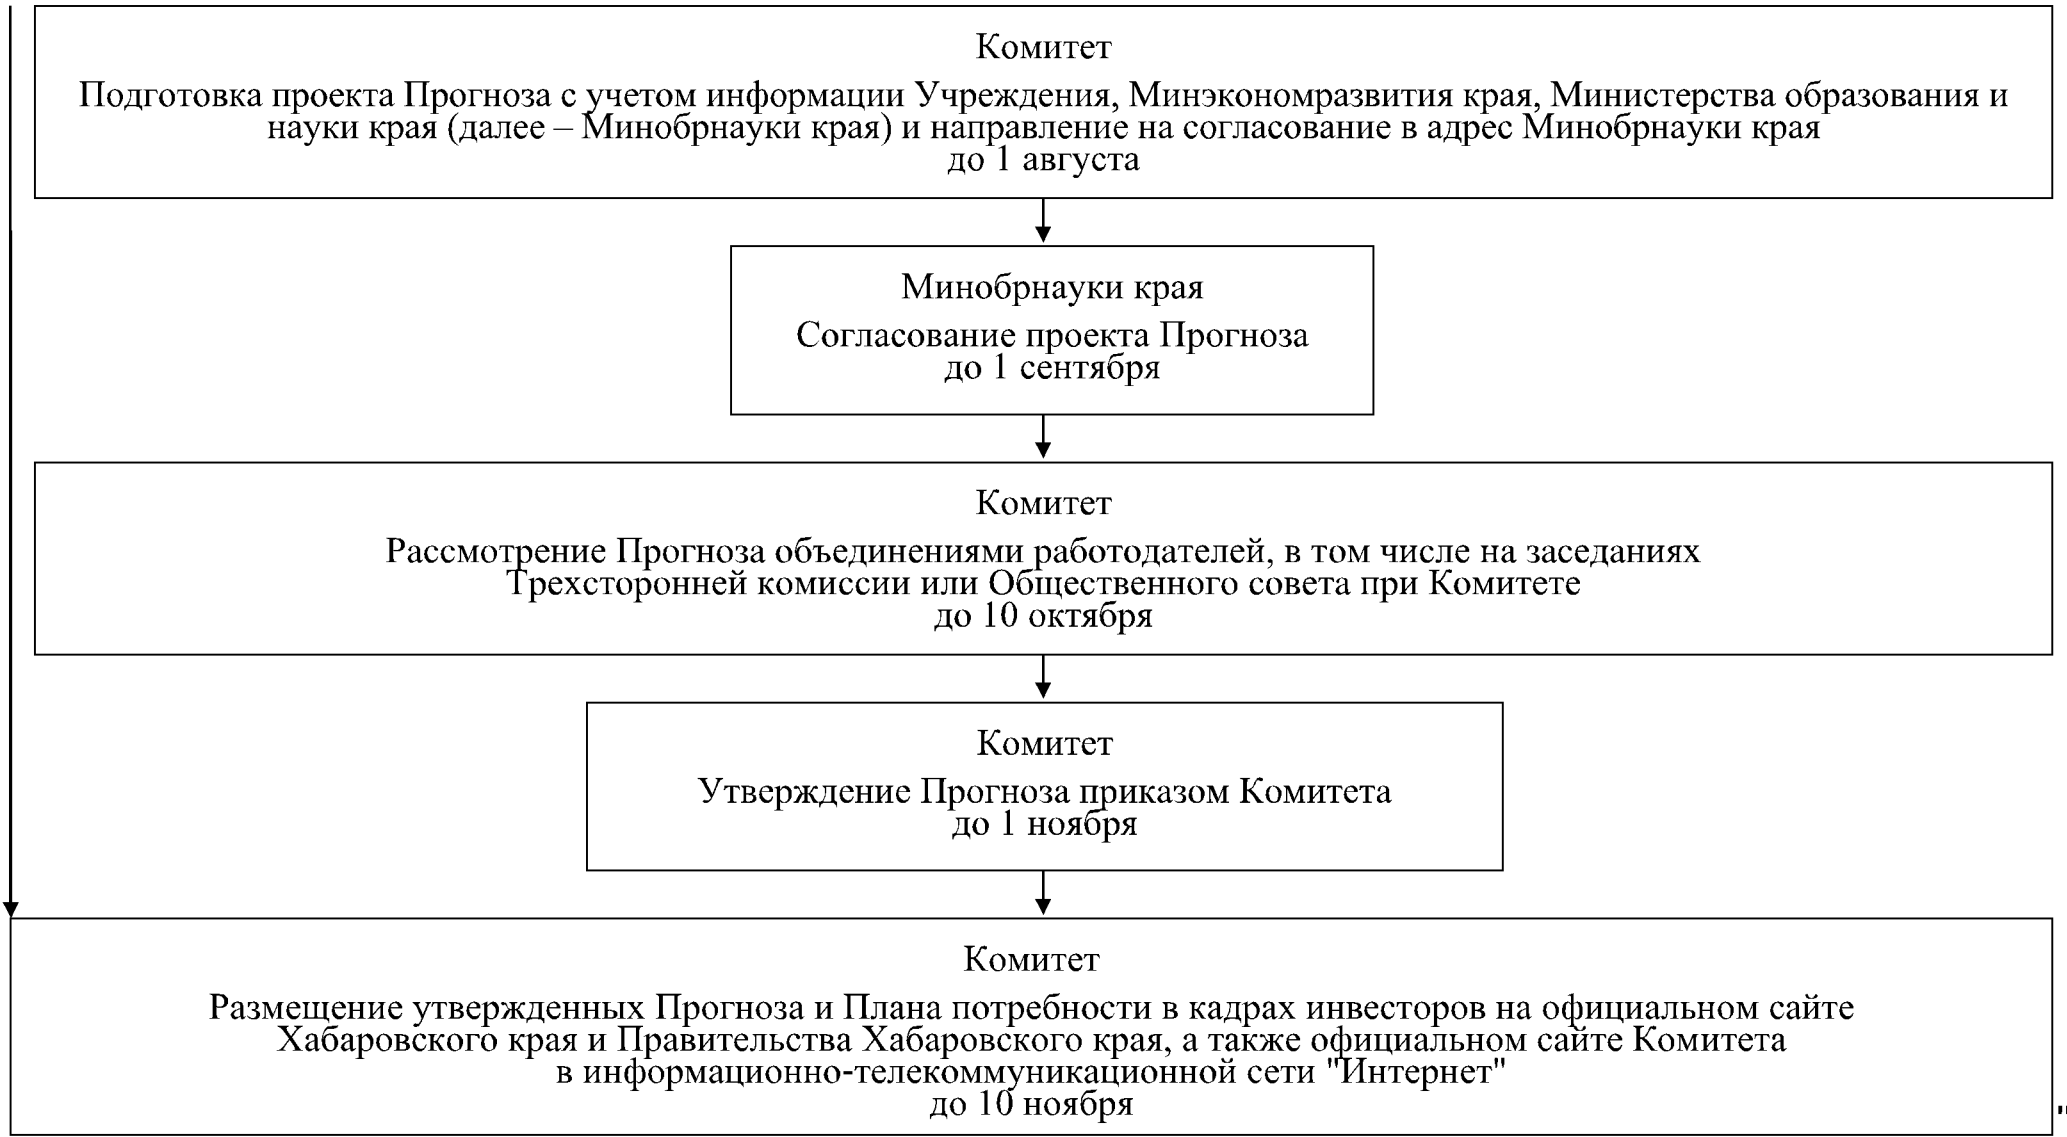 Комитет
Подготовка проекта Прогноза с учетом информации Учреждения, Минэкономразвития края, Министерства образования и
науки края (далее – Минобрнауки края) и направление на согласование в адрес Минобрнауки края
до 1 августа
Минобрнауки края
Согласование проекта Прогноза
до 1 сентября
Комитет
Рассмотрение Прогноза объединениями работодателей, в том числе на заседаниях
Трехсторонней комиссии или Общественного совета при Комитете
до 10 октября
Комитет
Утверждение Прогноза приказом Комитета
до 1 ноября
Комитет
Размещение утвержденных Прогноза и Плана потребности в кадрах инвесторов на официальном сайте
Хабаровского края и Правительства Хабаровского края, а также официальном сайте Комитета
в информационно-телекоммуникационной сети "Интернет"
до 10 ноября
"